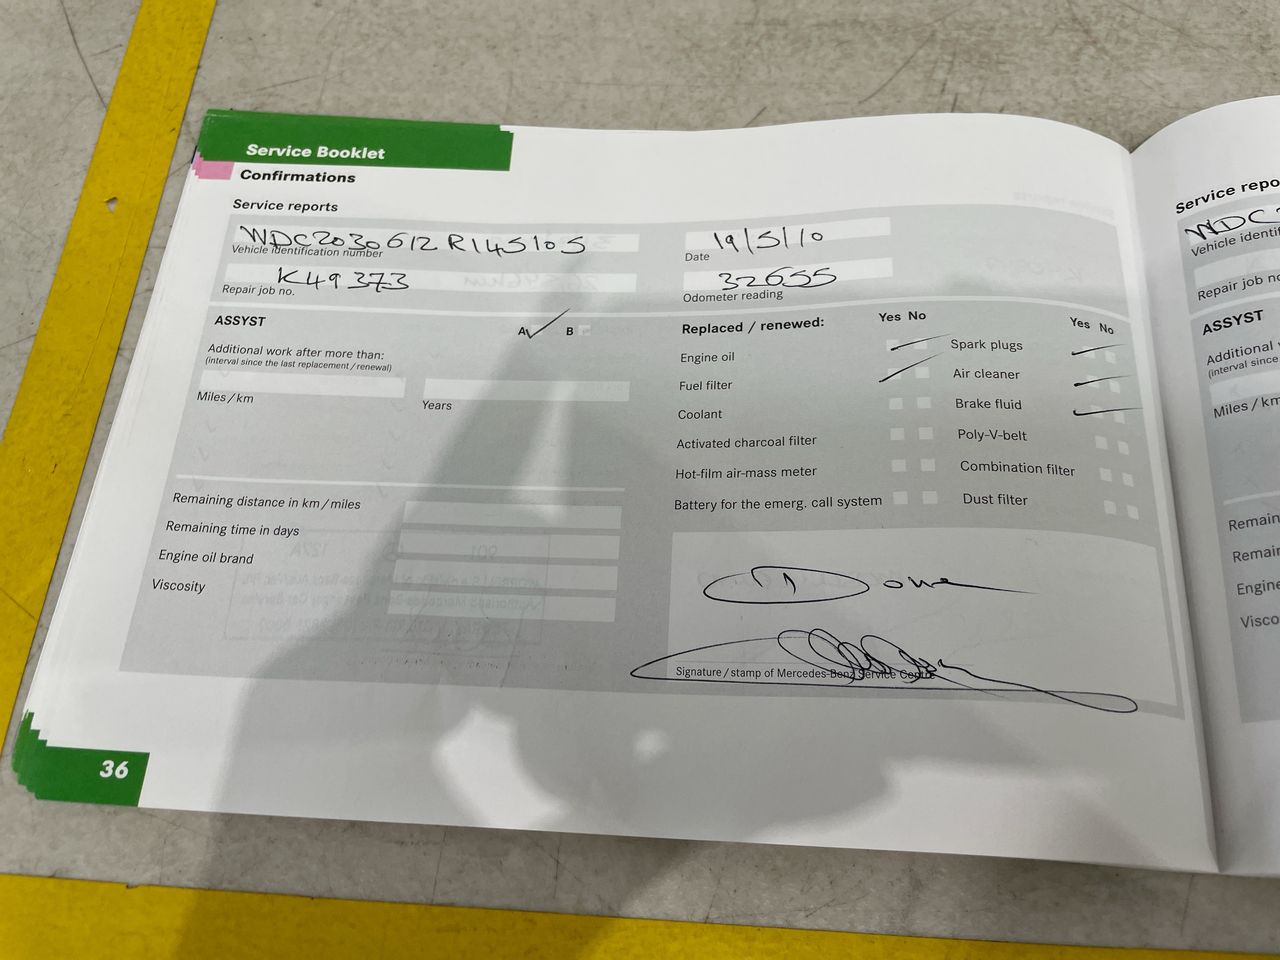 Service Booklet
Confirmations
Service reports
WDC2030612R145105
Vehicle identification number
19/5/10
Date
K49373
Repair job no.
32655
Odometer reading
ASSYST
A B
Additional work after more than:
(interval since the last replacement / renewal)
Miles / km
Years
Remaining distance in km / miles
Remaining time in days
Engine oil brand
Viscosity
Replaced / renewed:
Yes No
Yes No
Engine oil
Spark plugs
Fuel filter
Air cleaner
Coolant
Brake fluid
Activated charcoal filter
Poly-V-belt
Hot-film air-mass meter
Combination filter
Battery for the emerg. call system
Dust filter
Signature / stamp of Mercedes-Benz Service Centre
36
Service repo
WDC2
Vehicle identif
Repair job no
ASSYST
Additional
(interval since
Miles / km
Remain
Remai
Engine
Visco